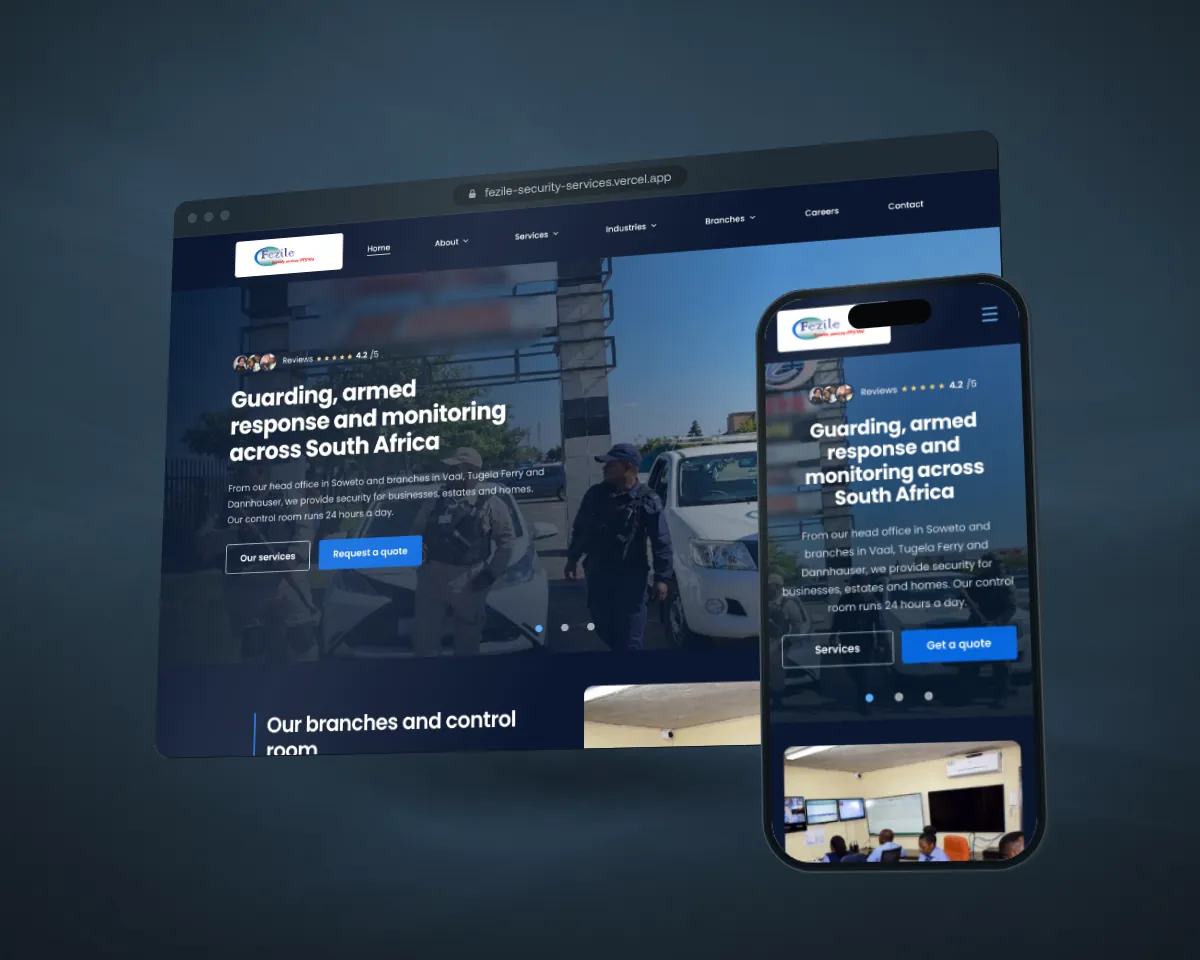 fezile-security-services.vercel.app
Fezile
Home
About
Services
Industries
Branches
Careers
Contact
Reviews ★★★★★ 4.2 /5
Guarding, armed
response and monitoring
across South Africa
From our head office in Soweto and branches in Vaal, Tugela Ferry and
Dannhauser, we provide security for businesses, estates and homes.
Our control room runs 24 hours a day.
Our services
Request a quote
Our branches and control
room
Fezile
Reviews ★★★★★ 4.2 /5
Guarding, armed
response and
monitoring across
South Africa
From our head office in Soweto and
branches in Vaal, Tugela Ferry and
Dannhauser, we provide security for
businesses, estates and homes. Our control
room runs 24 hours a day.
Services
Get a quote